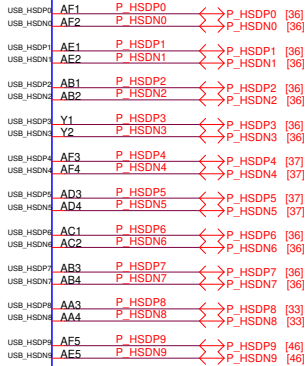 USB_HSDP0 AF1 P_HSDP0 P_HSDP0 [36]
USB_HSDN0 AF2 P_HSDN0 P_HSDN0 [36]
USB_HSDP1 AE1 P_HSDP1 P_HSDP1 [36]
USB_HSDN1 AE2 P_HSDN1 P_HSDN1 [36]
USB_HSDP2 AB1 P_HSDP2 P_HSDP2 [36]
USB_HSDN2 AB2 P_HSDN2 P_HSDN2 [36]
USB_HSDP3 Y1 P_HSDP3 P_HSDP3 [36]
USB_HSDN3 Y2 P_HSDN3 P_HSDN3 [36]
USB_HSDP4 AF3 P_HSDP4 P_HSDP4 [37]
USB_HSDN4 AF4 P_HSDN4 P_HSDN4 [37]
USB_HSDP5 AD3 P_HSDP5 P_HSDP5 [37]
USB_HSDN5 AD4 P_HSDN5 P_HSDN5 [37]
USB_HSDP6 AC1 P_HSDP6 P_HSDP6 [36]
USB_HSDN6 AC2 P_HSDN6 P_HSDN6 [46]
USB_HSDP7 AB3 P_HSDP7 P_HSDP7 [36]
USB_HSDN7 AB4 P_HSDN7 P_HSDN7 [36]
USB_HSDP8 AA3 P_HSDP8 P_HSDP8 [33]
USB_HSDN8 AA4 P_HSDN8 P_HSDN8 [33]
USB_HSDP9 AF5 P_HSDP9 P_HSDP9 [46]
USB_HSDN9 AE5 P_HSDN9 P_HSDN9 [46]